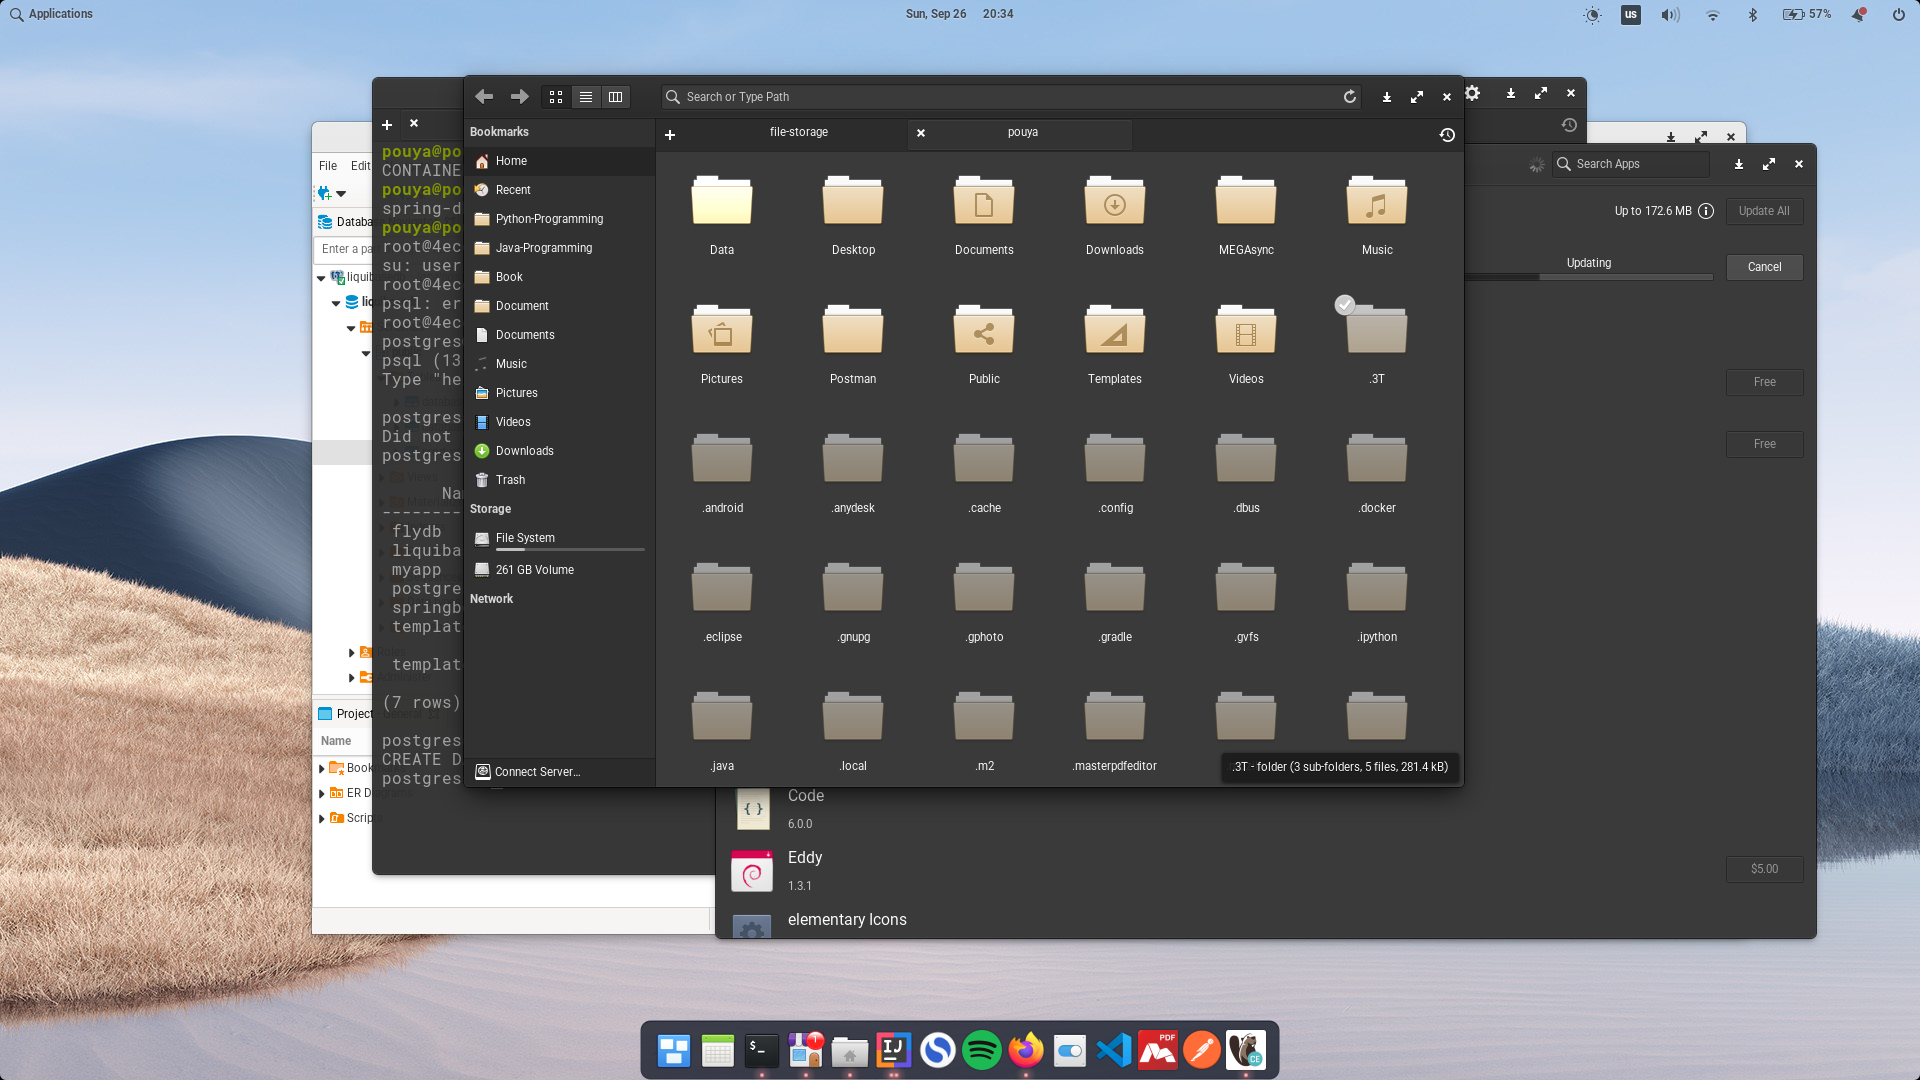 Applications
Sun, Sep 26 20:34
us
57%
Search or Type Path
Bookmarks
Home
Recent
Python-Programming
Java-Programming
Book
Document
Documents
Music
Pictures
Videos
Downloads
Trash
Storage
File System
261 GB Volume
Network
Connect Server...
file-storage
pouya
Data
Desktop
Documents
Downloads
MEGAsync
Music
Pictures
Postman
Public
Templates
Videos
.3T
.android
.anydesk
.cache
.config
.dbus
.docker
.eclipse
.gnupg
.gphoto
.gradle
.gvfs
.ipython
.java
.local
.m2
.masterpdfeditor
.3T - folder (3 sub-folders, 5 files, 281.4 kB)
pouya@po
CONTAINE
pouya@po
spring-d
pouya@po
root@4ec
su: user
root@4ec
psql: er
root@4ec
postgres
psql (13
Type "he
postgres
Did not
postgres
Na
--------
flydb
liquiba
myapp
postgre
springb
templat
templat
(7 rows)
postgres
CREATE D
postgres
File Edit
Databa
Enter a pa
liquib
lic
Project
Name
Book
ER Diagrams
Scripts
Search Apps
Up to 172.6 MB
Update All
Updating
Cancel
Free
Free
Code
6.0.0
Eddy
1.3.1
$5.00
elementary Icons
$ _
1
IJ
PDF
CE